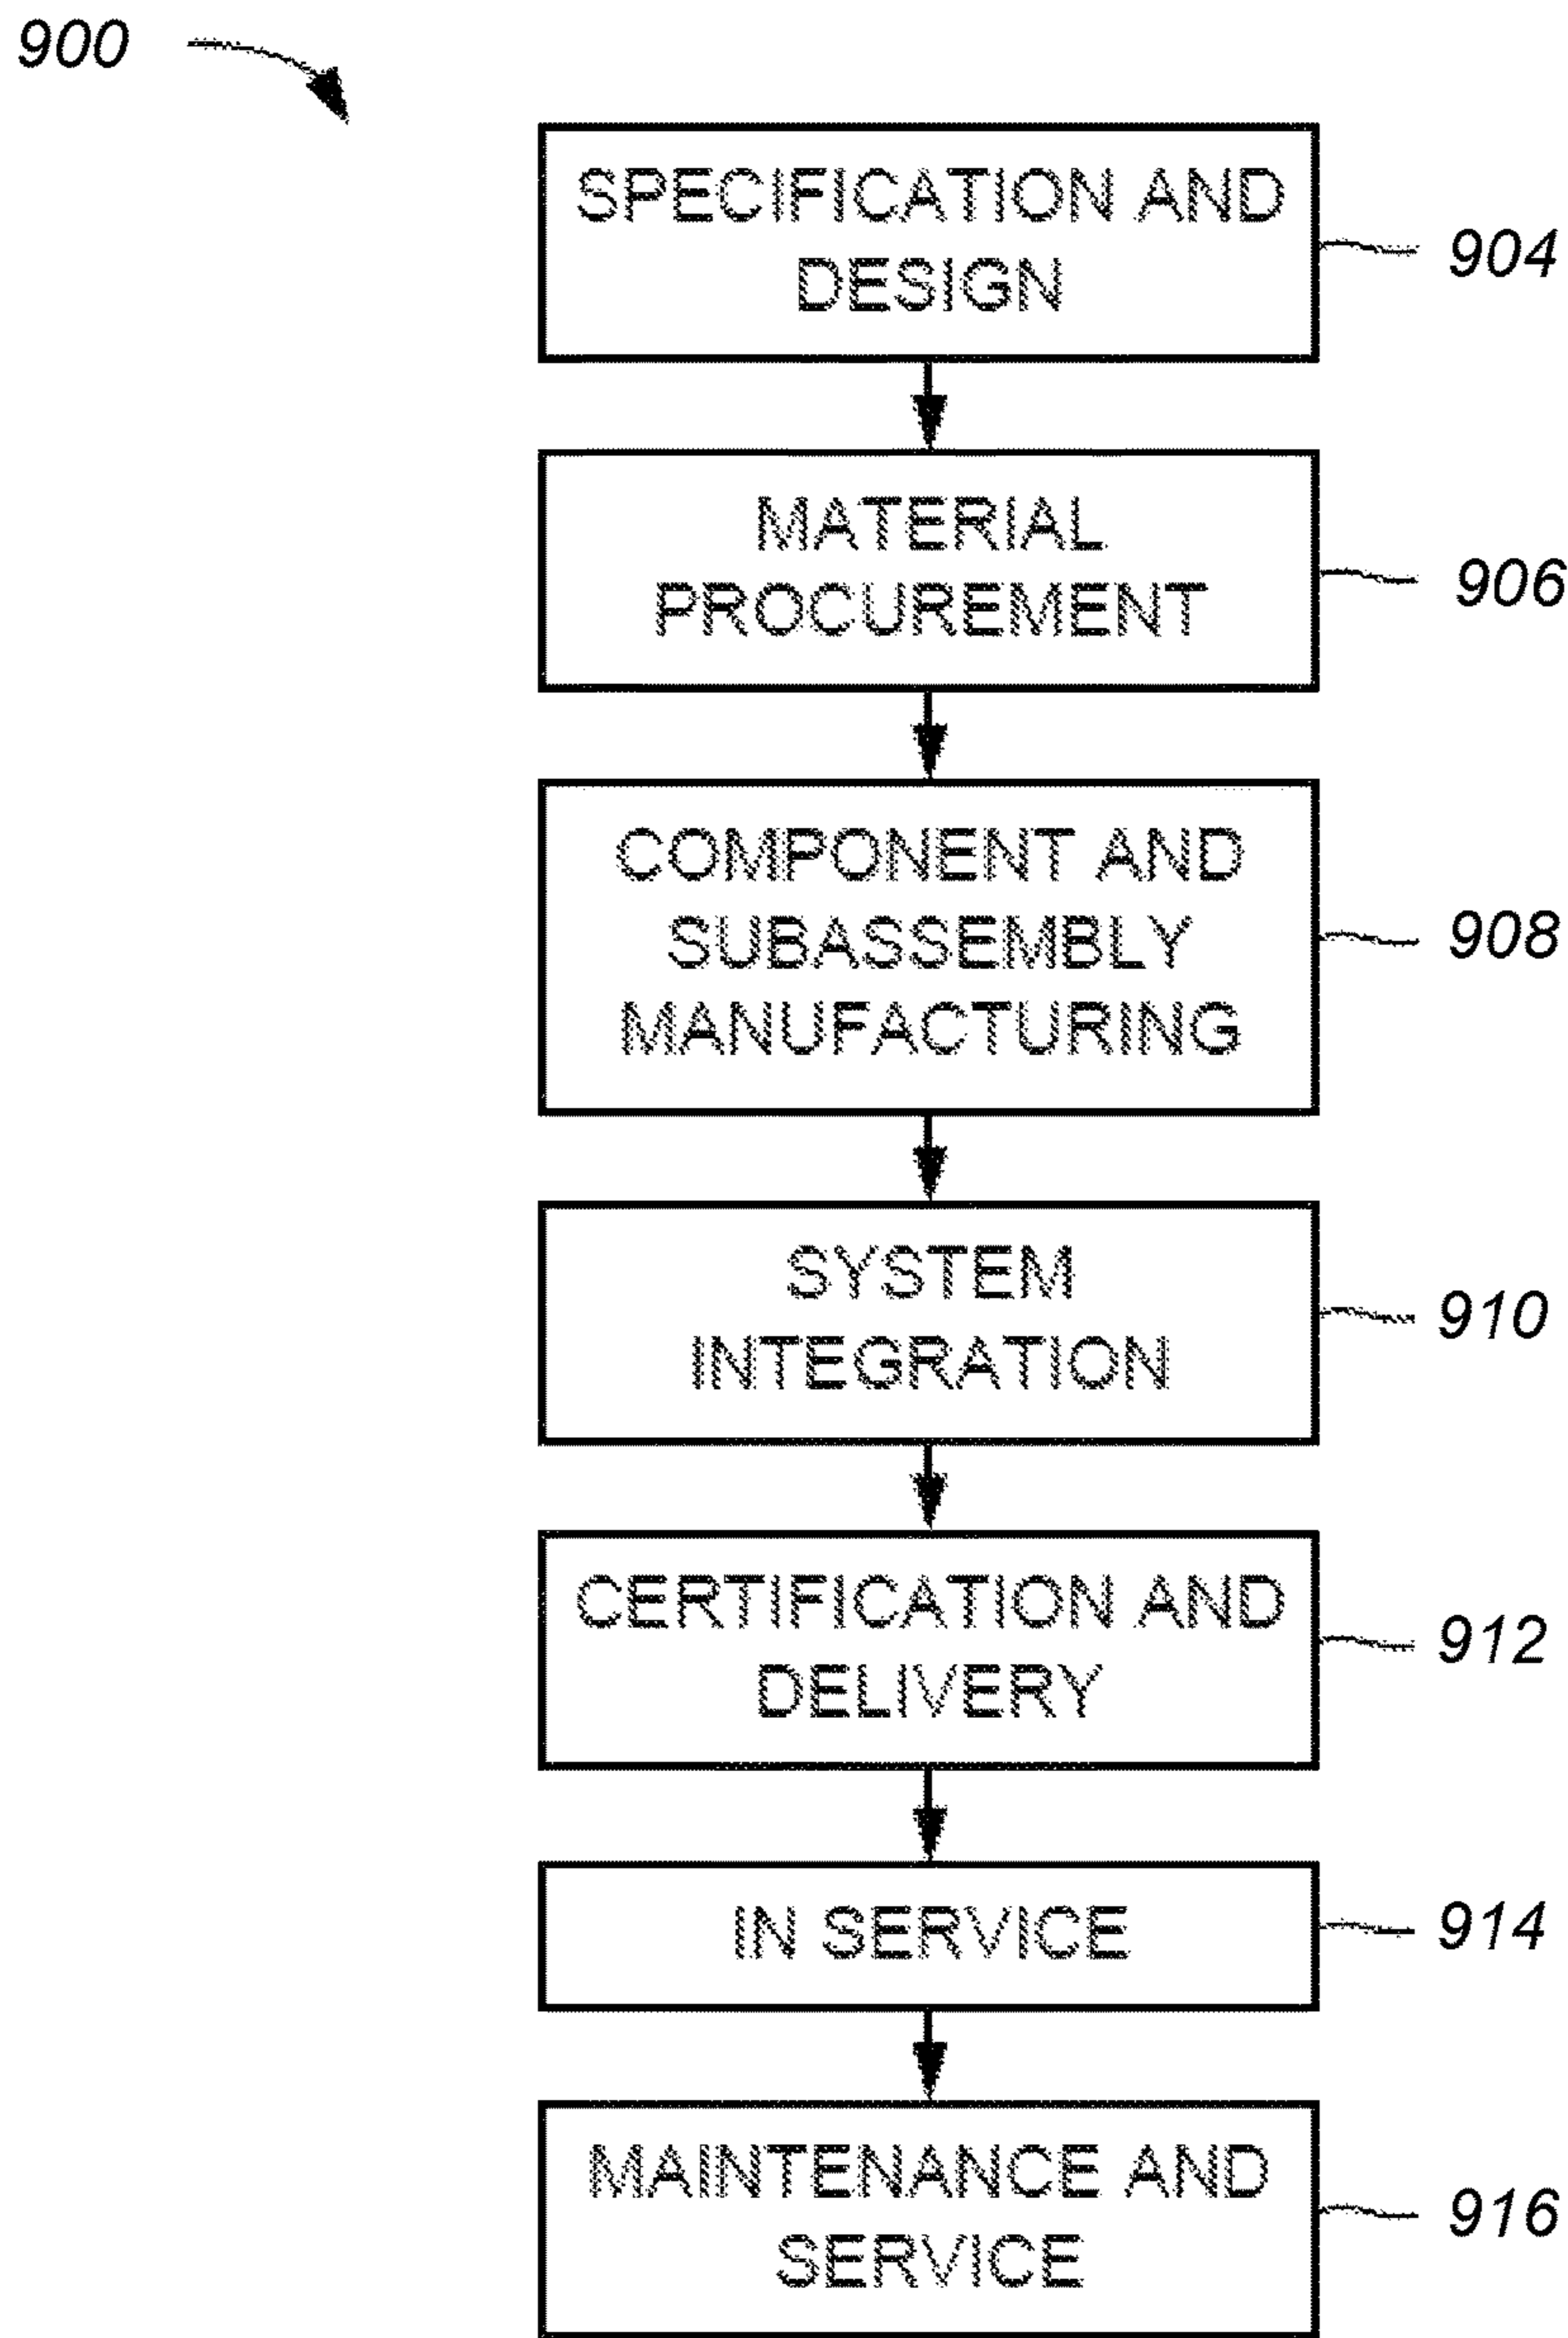 900
SPECIFICATION AND
DESIGN
904
MATERIAL
PROCUREMENT
906
COMPONENT AND
SUBASSEMBLY
MANUFACTURING
908
SYSTEM
INTEGRATION
910
CERTIFICATION AND
DELIVERY
912
IN SERVICE
914
MAINTENANCE AND
SERVICE
916